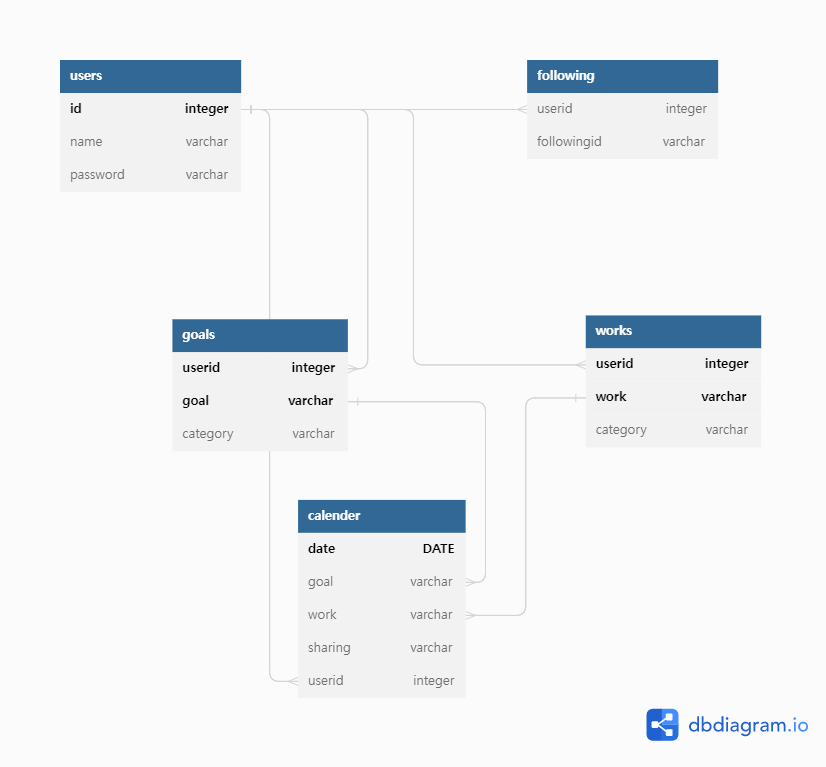 users
id integer
name varchar
password varchar
following
userid integer
followingid varchar
goals
userid integer
goal varchar
category varchar
works
userid integer
work varchar
category varchar
calender
date DATE
goal varchar
work varchar
sharing varchar
userid integer
dbdiagram.io